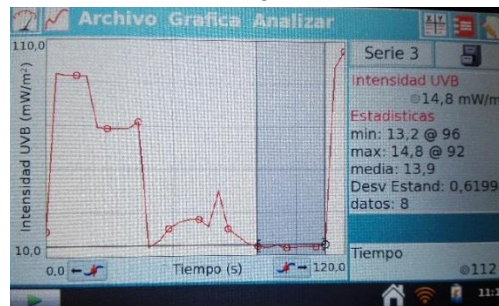 Archivo Grafica Analizar
110,0
Intensidad UVB (mW/m²)
10,0
0,0
Tiempo (s)
120,0
Serie 3
Intensidad UVB
14,8 mW/m
Estadisticas
min: 13,2 @ 96
max: 14,8 @ 92
media: 13,9
Desv Estand: 0,6199
datos: 8
Tiempo
112